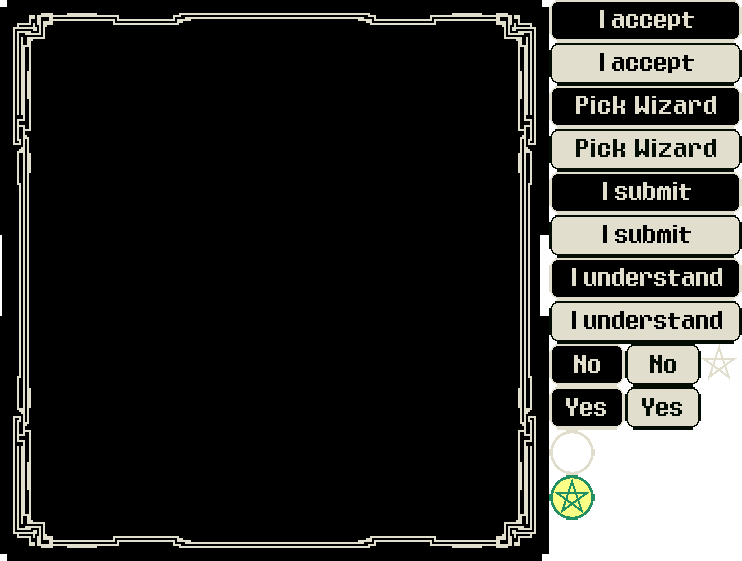 I accept
I accept
Pick Wizard
Pick Wizard
I submit
I submit
I understand
I understand
No No
Yes Yes